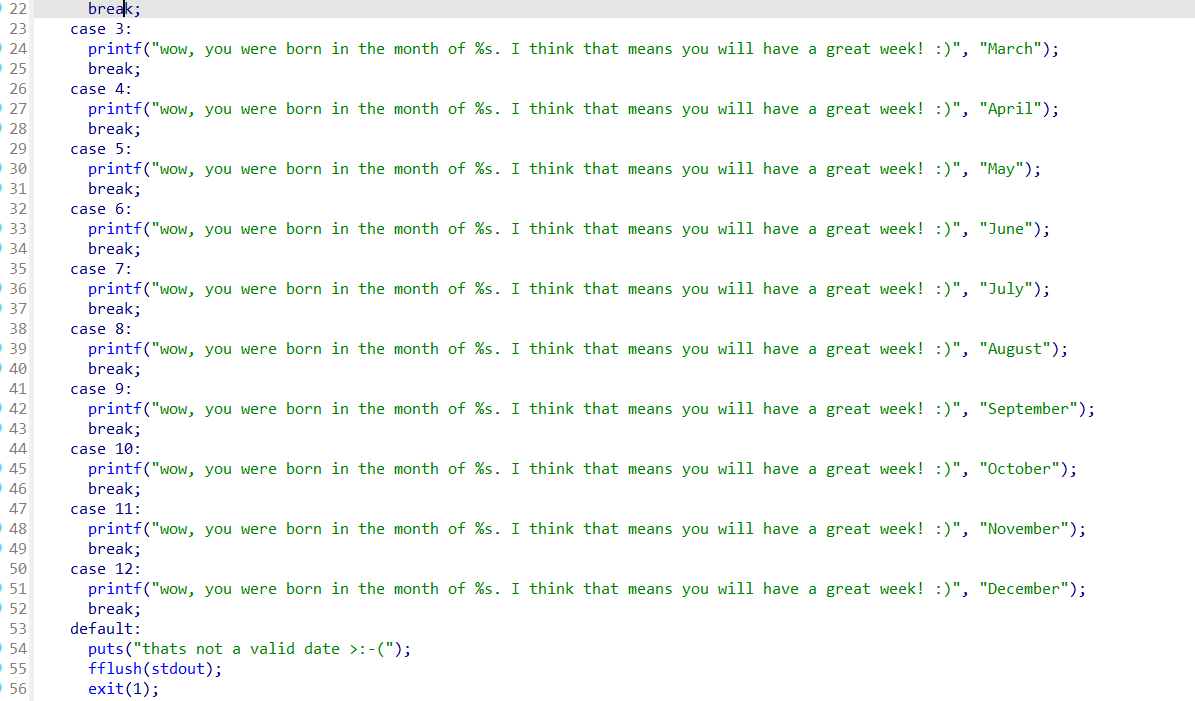 22 break;
23 case 3:
24 printf("wow, you were born in the month of %s. I think that means you will have a great week! :)", "March");
25 break;
26 case 4:
27 printf("wow, you were born in the month of %s. I think that means you will have a great week! :)", "April");
28 break;
29 case 5:
30 printf("wow, you were born in the month of %s. I think that means you will have a great week! :)", "May");
31 break;
32 case 6:
33 printf("wow, you were born in the month of %s. I think that means you will have a great week! :)", "June");
34 break;
35 case 7:
36 printf("wow, you were born in the month of %s. I think that means you will have a great week! :)", "July");
37 break;
38 case 8:
39 printf("wow, you were born in the month of %s. I think that means you will have a great week! :)", "August");
40 break;
41 case 9:
42 printf("wow, you were born in the month of %s. I think that means you will have a great week! :)", "September");
43 break;
44 case 10:
45 printf("wow, you were born in the month of %s. I think that means you will have a great week! :)", "October");
46 break;
47 case 11:
48 printf("wow, you were born in the month of %s. I think that means you will have a great week! :)", "November");
49 break;
50 case 12:
51 printf("wow, you were born in the month of %s. I think that means you will have a great week! :)", "December");
52 break;
53 default:
54 puts("thats not a valid date >:-(");
55 fflush(stdout);
56 exit(1);